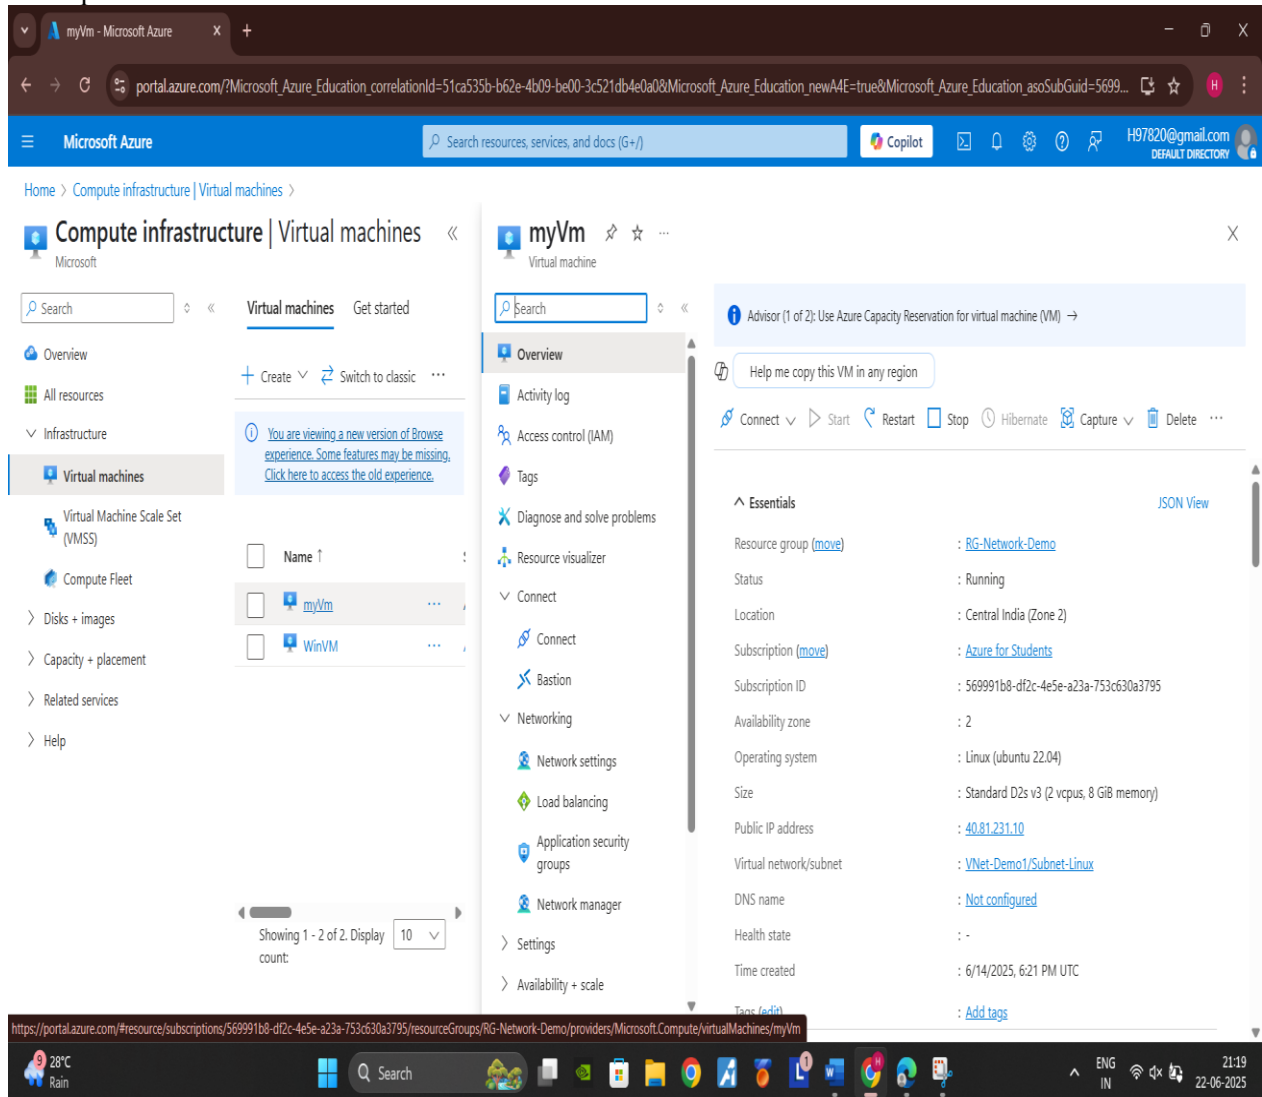 myVm - Microsoft Azure
portal.azure.com/?Microsoft_Azure_Education_correlationId=51ca535b-b62e-4b09-be00-3c521db4e0a0&Microsoft_Azure_Education_newA4E=true&Microsoft_Azure_Education_asoSubGuid=5699...
H
Microsoft Azure
Search resources, services, and docs (G+/)
Copilot
H97820@gmail.com
DEFAULT DIRECTORY
Home > Compute infrastructure | Virtual machines >
Compute infrastructure | Virtual machines
Microsoft
Search
Overview
All resources
Infrastructure
Virtual machines
Virtual Machine Scale Set
(VMSS)
Compute Fleet
Disks + images
Capacity + placement
Related services
Help
Virtual machines Get started
+ Create Switch to classic ...
You are viewing a new version of Browse
experience. Some features may be missing.
Click here to access the old experience.
Name ↑
myVm ...
WinVM ...
Showing 1 - 2 of 2. Display
count:
10
myVm ...
Virtual machine
Search
Overview
Activity log
Access control (IAM)
Tags
Diagnose and solve problems
Resource visualizer
Connect
Connect
Bastion
Networking
Network settings
Load balancing
Application security
groups
Network manager
Settings
Availability + scale
Advisor (1 of 2): Use Azure Capacity Reservation for virtual machine (VM) →
Help me copy this VM in any region
Connect Start Restart Stop Hibernate Capture Delete ...
Essentials
JSON View
Resource group (move) : RG-Network-Demo
Status : Running
Location : Central India (Zone 2)
Subscription (move) : Azure for Students
Subscription ID : 569991b8-df2c-4e5e-a23a-753c630a3795
Availability zone : 2
Operating system : Linux (ubuntu 22.04)
Size : Standard D2s v3 (2 vcpus, 8 GiB memory)
Public IP address : 40.81.231.10
Virtual network/subnet : VNet-Demo1/Subnet-Linux
DNS name : Not configured
Health state : -
Time created : 6/14/2025, 6:21 PM UTC
Tags (edit) : Add tags
https://portal.azure.com/#resource/subscriptions/569991b8-df2c-4e5e-a23a-753c630a3795/resourceGroups/RG-Network-Demo/providers/Microsoft.Compute/virtualMachines/myVm
9
28°C
Rain
Search
1
ENG
IN
21:19
22-06-2025